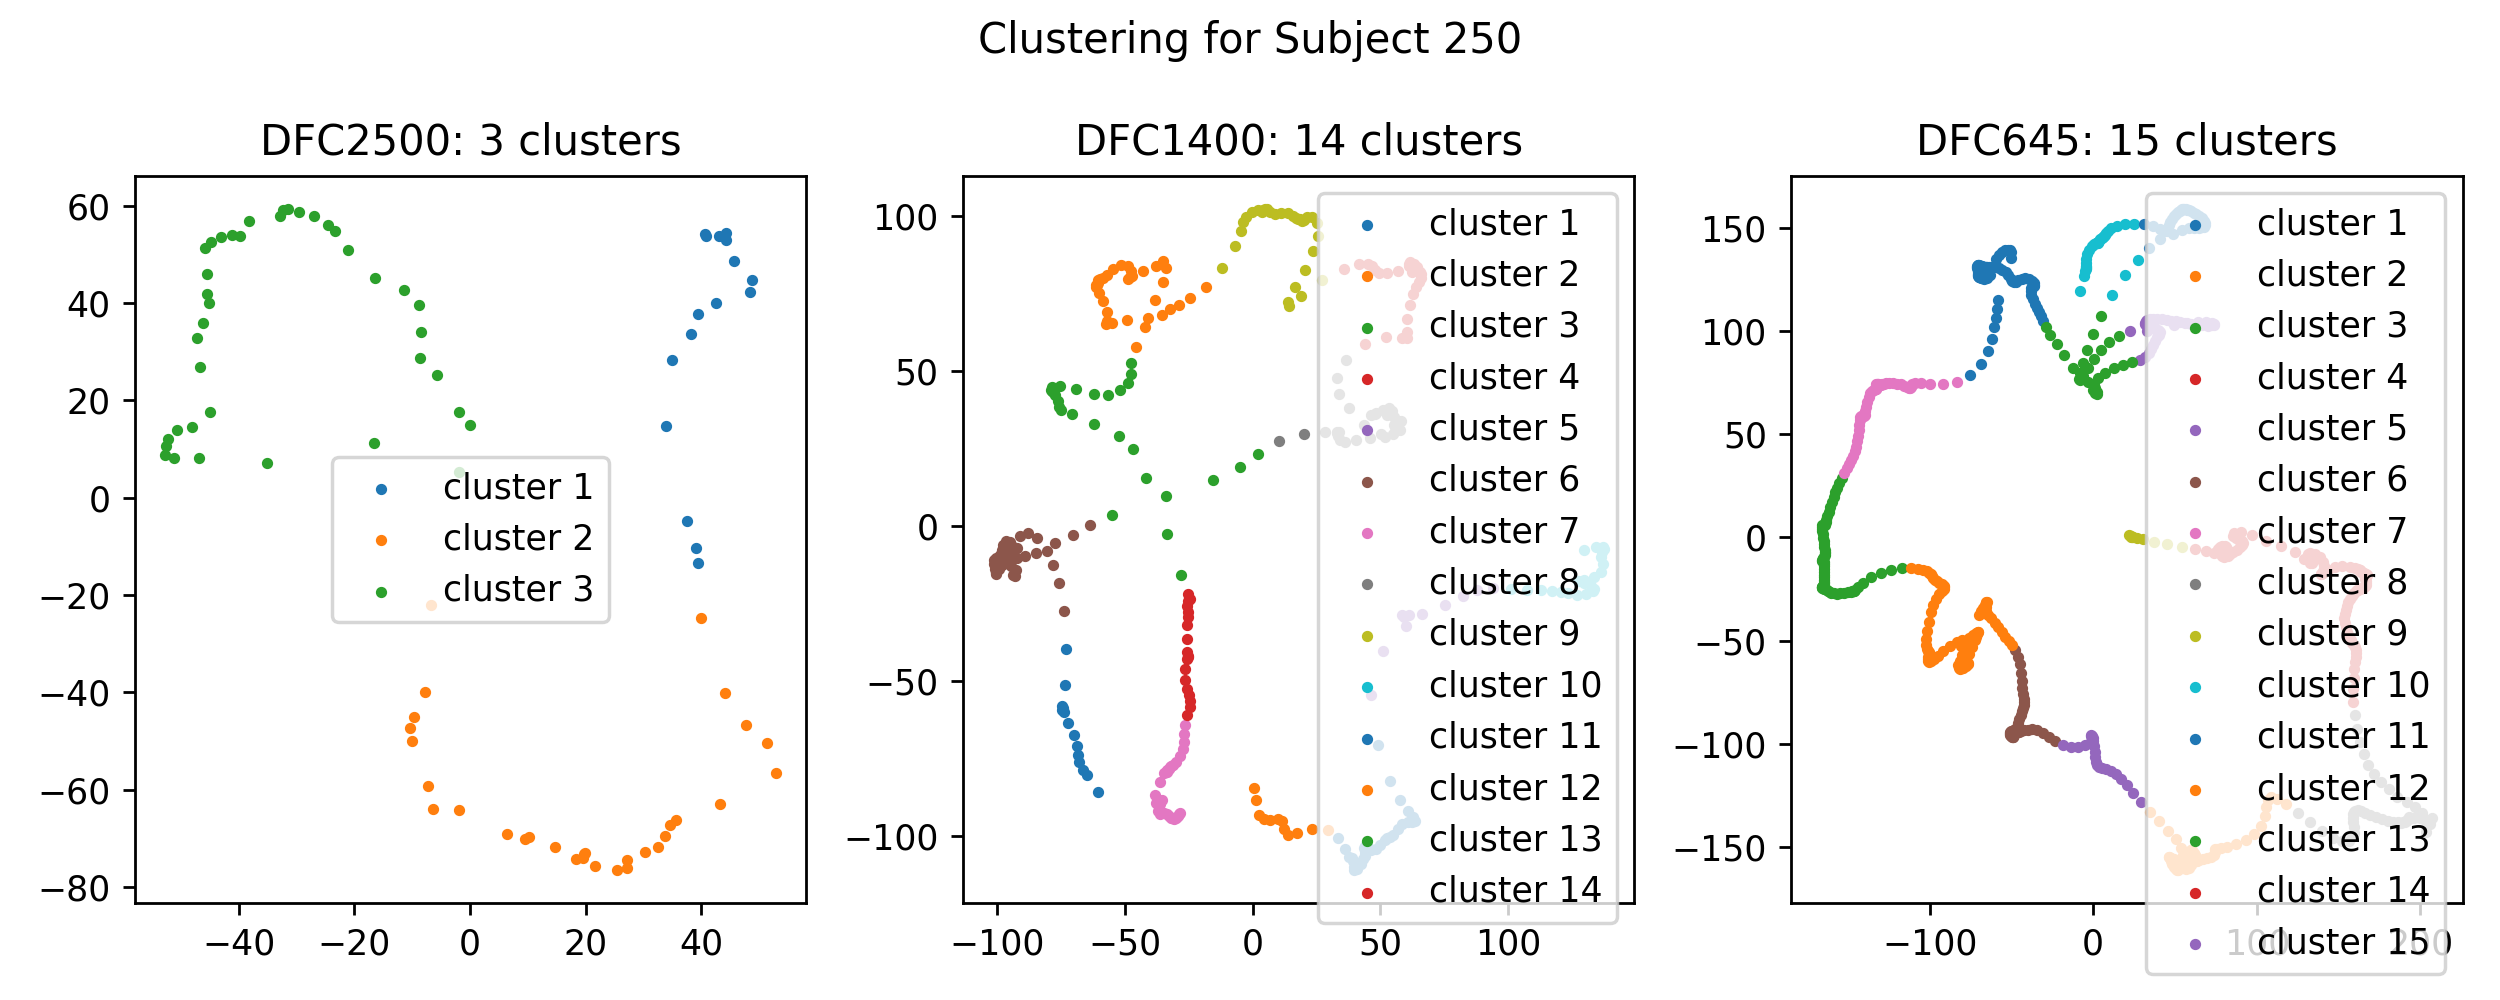 Clustering for Subject 250
DFC2500: 3 clusters
60
40
20
0
−20
−40
−60
−80
−40
−20
0
20
40
cluster 1
cluster 2
cluster 3
DFC1400: 14 clusters
100
50
0
−50
−100
−100
−50
0
50
100
cluster 1
cluster 2
cluster 3
cluster 4
cluster 5
cluster 6
cluster 7
cluster 8
cluster 9
cluster 10
cluster 11
cluster 12
cluster 13
cluster 14
DFC645: 15 clusters
150
100
50
0
−50
−100
−150
−100
0
100
200
cluster 1
cluster 2
cluster 3
cluster 4
cluster 5
cluster 6
cluster 7
cluster 8
cluster 9
cluster 10
cluster 11
cluster 12
cluster 13
cluster 14
cluster 15